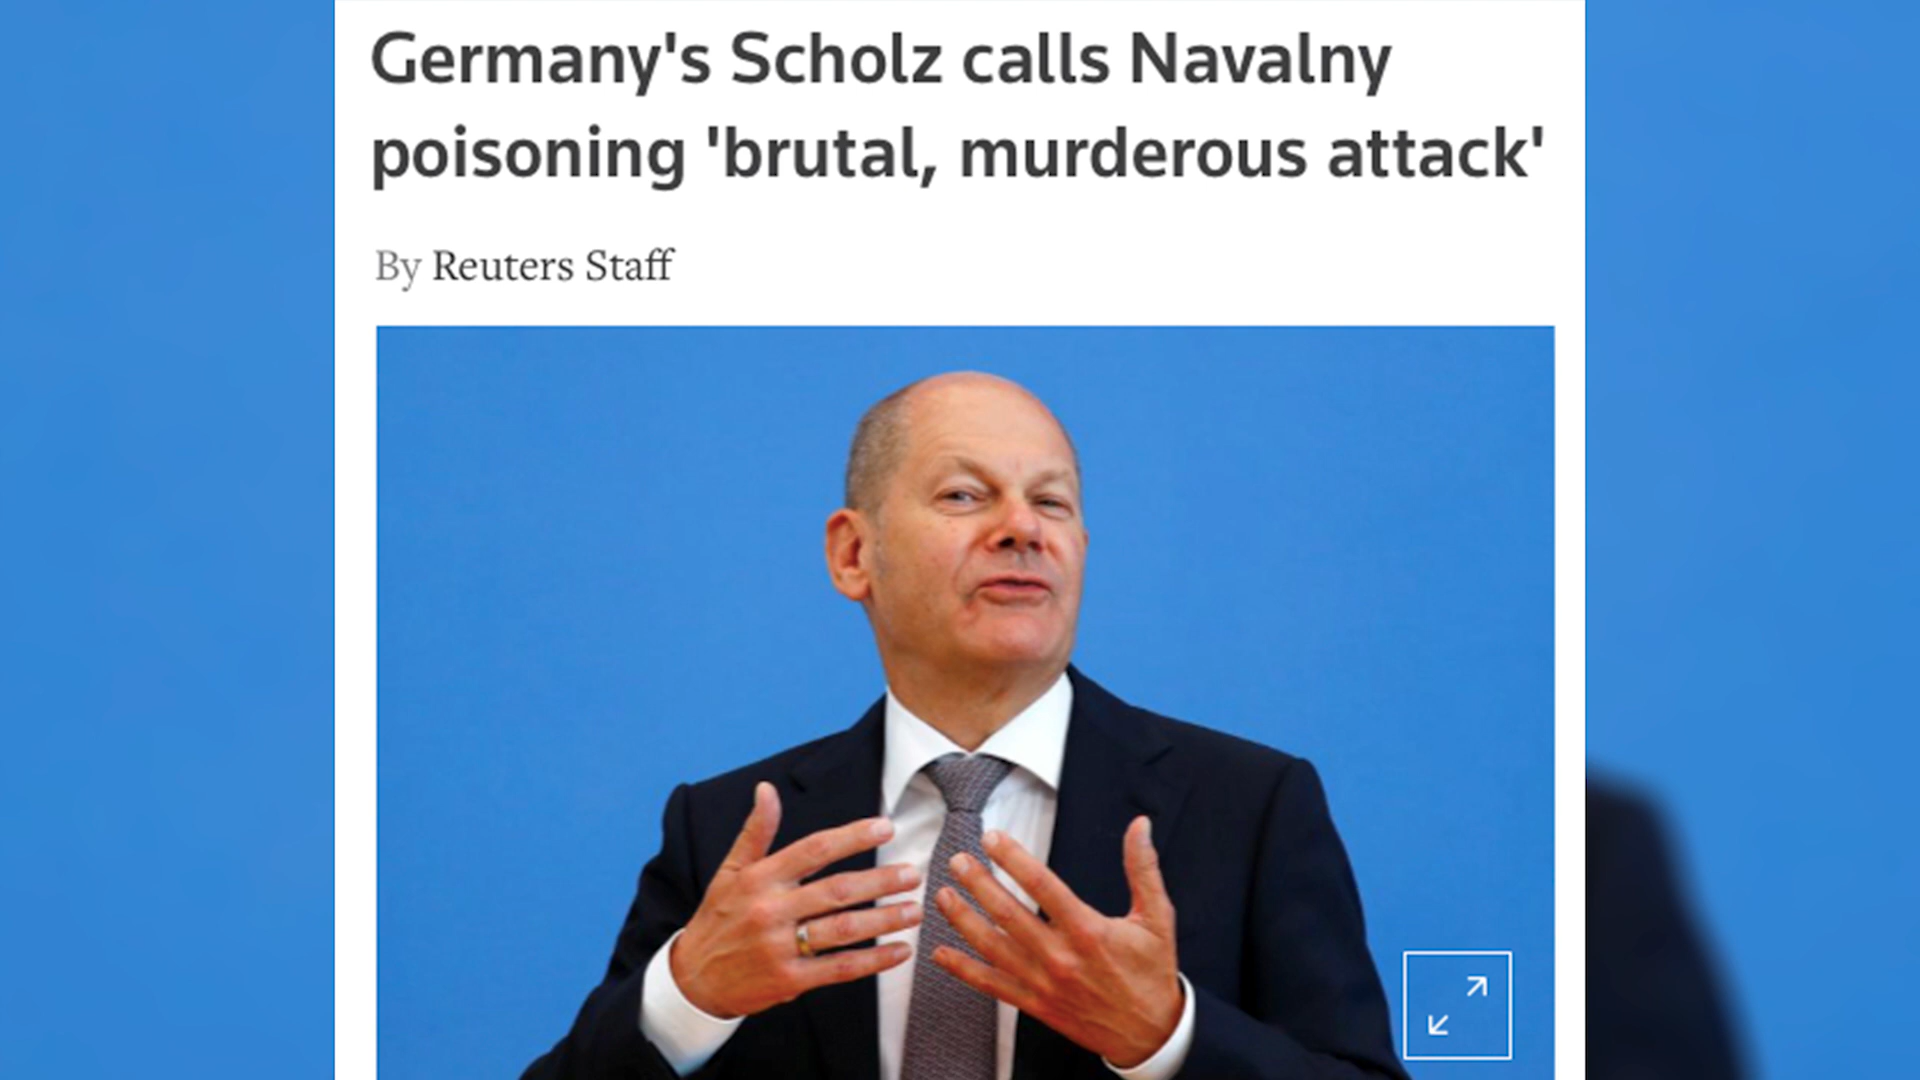 Germany's Scholz calls Navalny
poisoning 'brutal, murderous attack'
By Reuters Staff